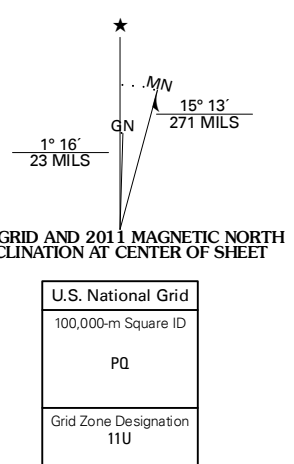 MN
GN
15° 13´
271 MILS
1° 16´
23 MILS
GRID AND 2011 MAGNETIC NORTH
CLINATION AT CENTER OF SHEET
U.S. National Grid
100,000-m Square ID
PQ
Grid Zone Designation
11U